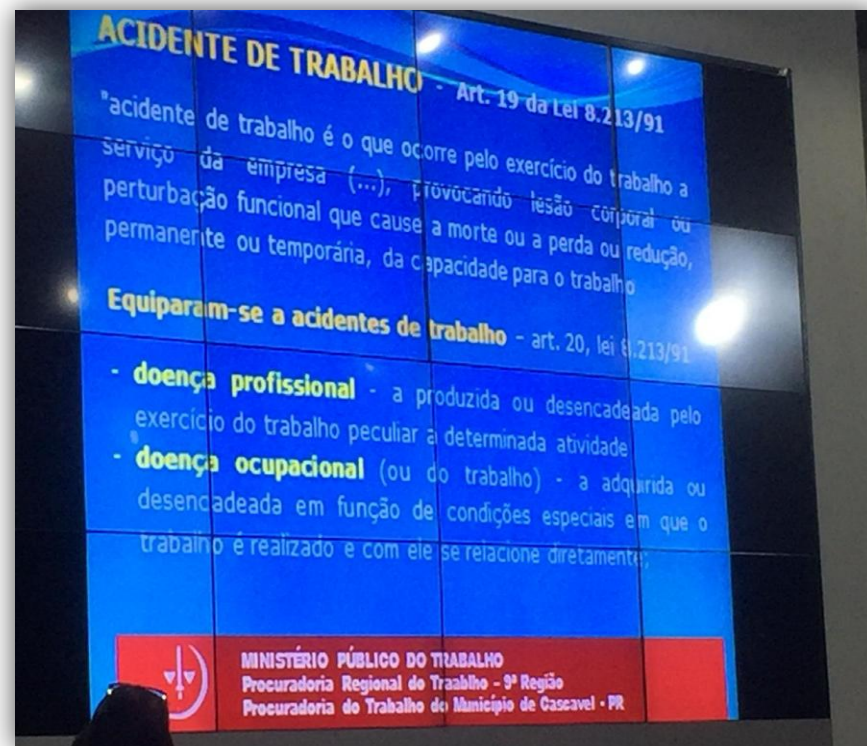 ACIDENTE DE TRABALHO - Art. 19 da Lei 8.213/91
"acidente de trabalho é o que ocorre pelo exercício do trabalho a
serviço da empresa (...), provocando lesão corporal ou
perturbação funcional que cause a morte ou a perda ou redução,
permanente ou temporária, da capacidade para o trabalho
Equiparam-se a acidentes de trabalho - art. 20, lei 8.213/91
- doença profissional - a produzida ou desencadeada pelo
exercício do trabalho peculiar a determinada atividade
- doença ocupacional (ou do trabalho) - a adquirida ou
desencadeada em função de condições especiais em que o
trabalho é realizado e com ele se relacione diretamente;
MINISTÉRIO PÚBLICO DO TRABALHO
Procuradoria Regional do Traablho - 9ª Região
Procuradoria do Trabalho do Município de Cascavel - PR